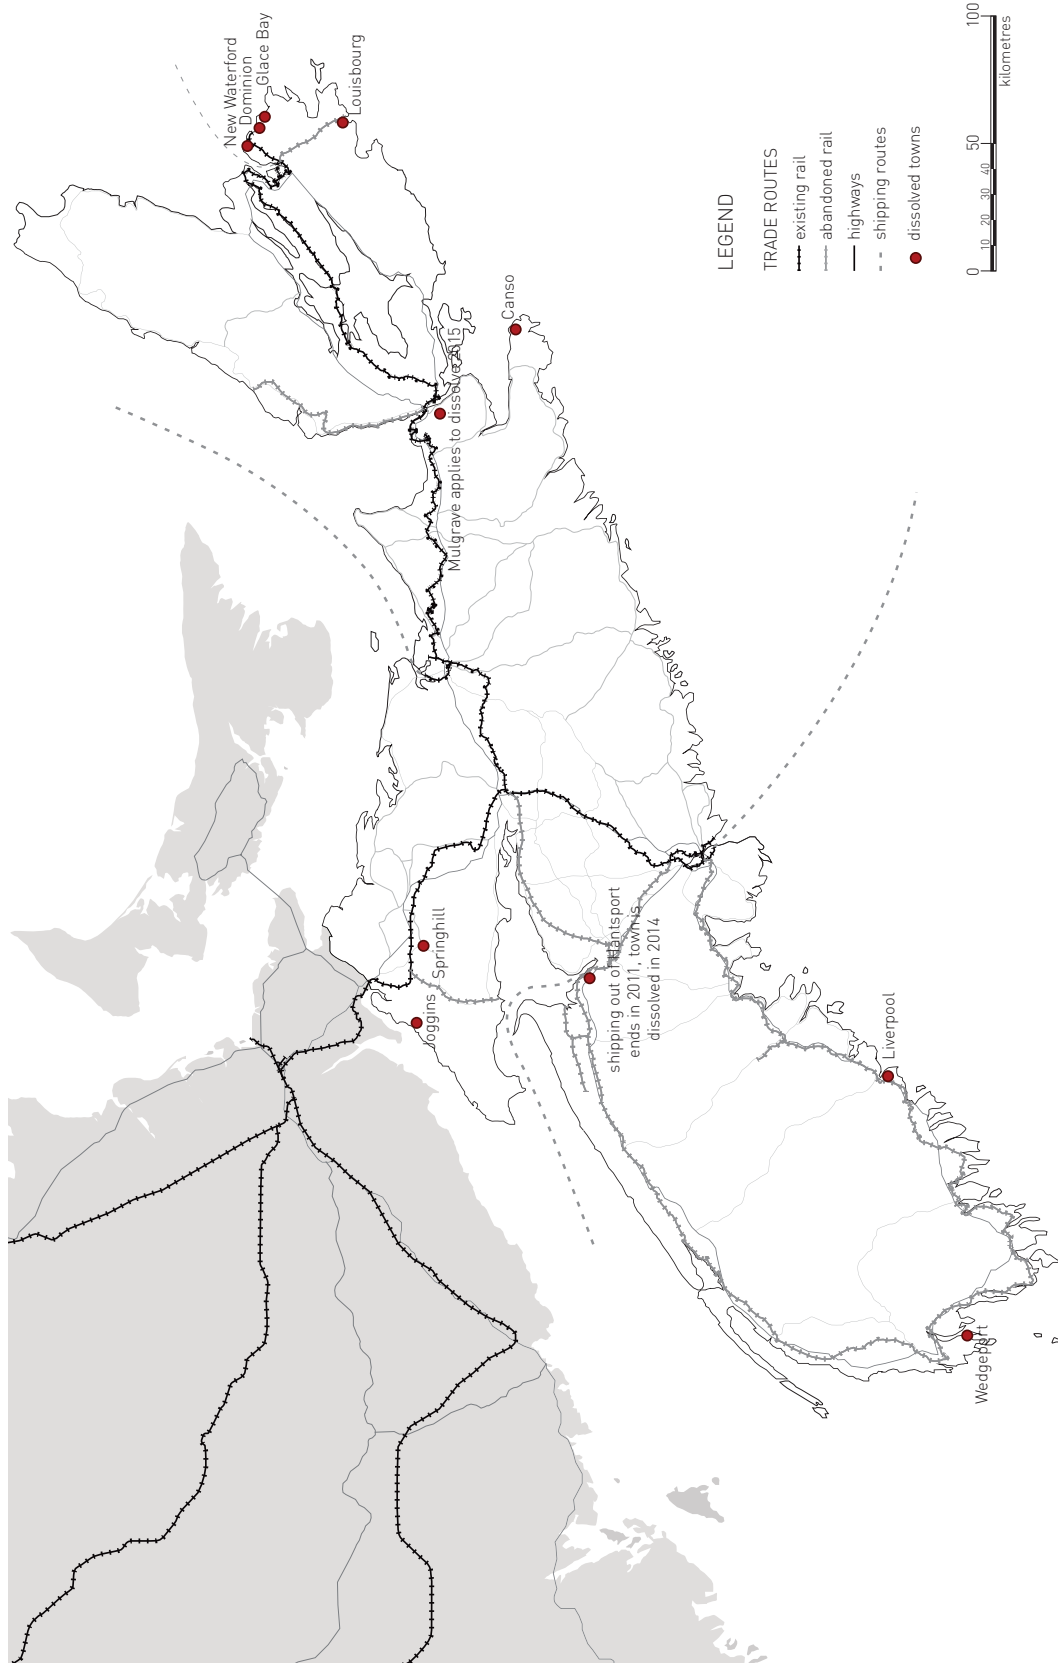 New Waterford
Dominion
Glace Bay
Louisbourg
Canso
Mulgrave applies to dissolve 2015
Springhill
Joggins
shipping out of Hantsport
ends in 2011, town is
dissolved in 2014
Liverpool
Wedgeport
LEGEND
TRADE ROUTES
existing rail
abandoned rail
highways
shipping routes
dissolved towns
0 10 20 30 40 50 100
kilometres